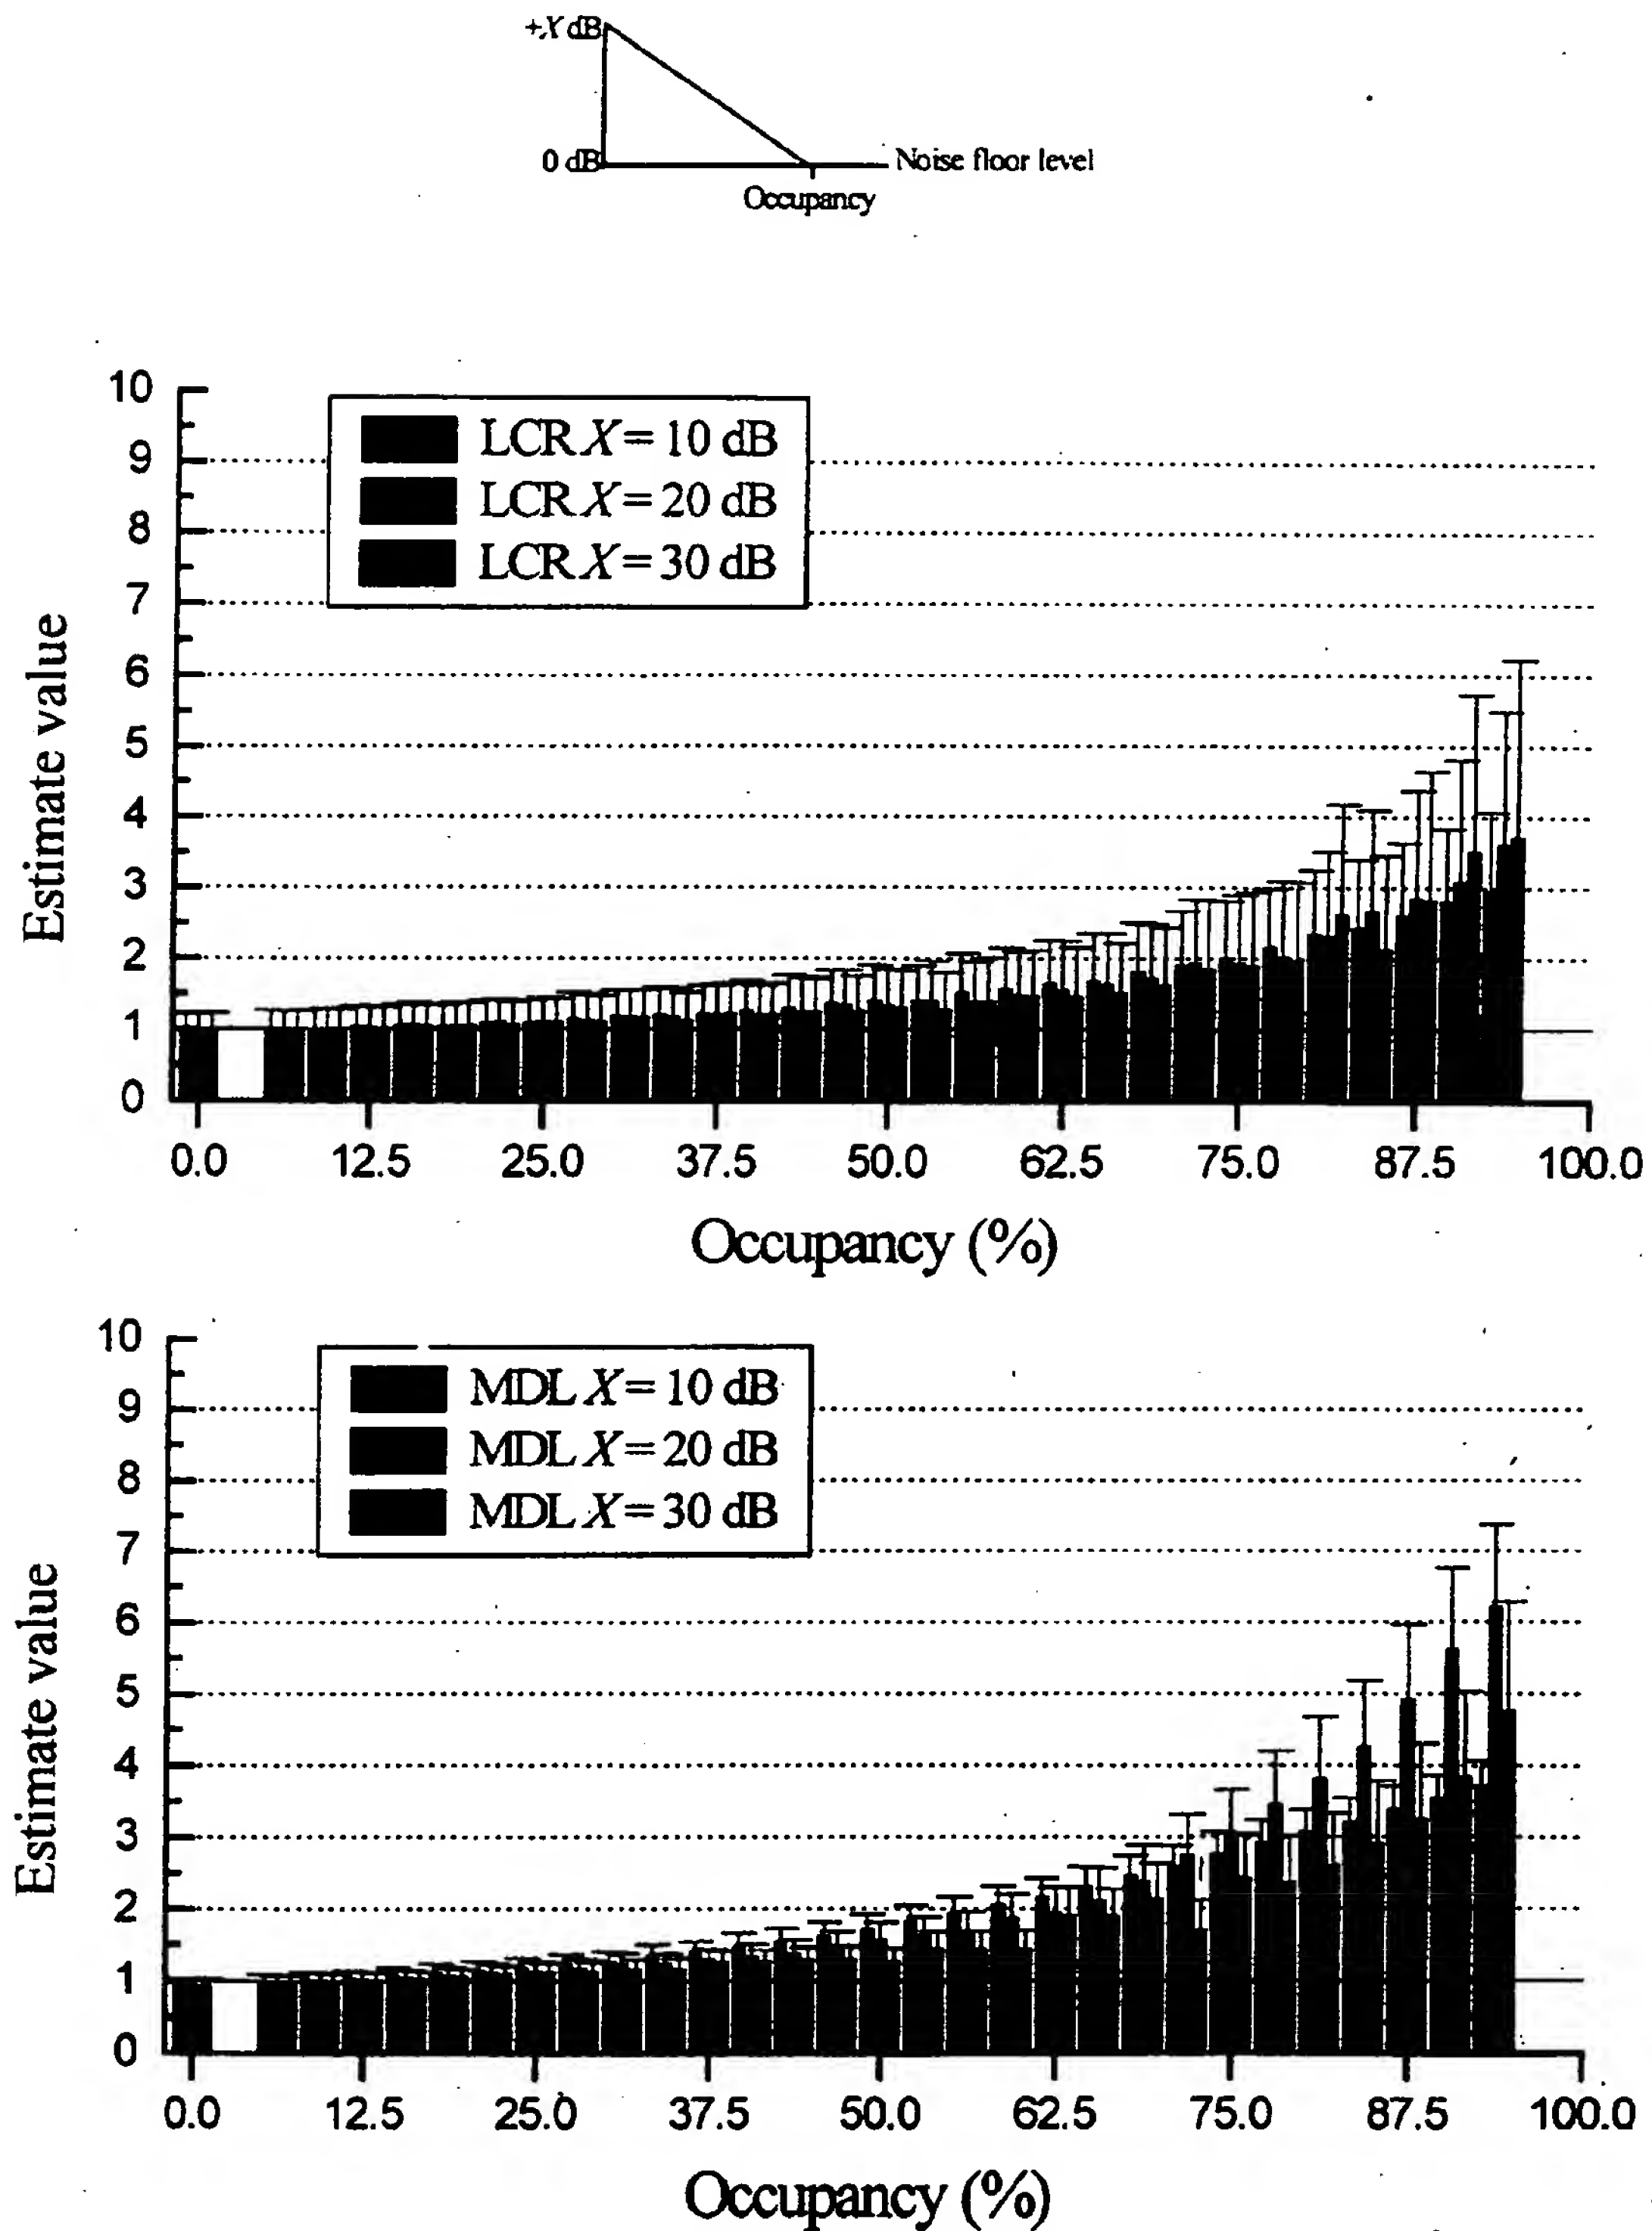 +X dB
0 dB
Noise floor level
Occupancy
10
9
8
7
6
5
4
3
2
1
0
LCR X = 10 dB
LCR X = 20 dB
LCR X = 30 dB
Estimate value
0.0 12.5 25.0 37.5 50.0 62.5 75.0 87.5 100.0
Occupancy (%)
10
9
8
7
6
5
4
3
2
1
0
MDL X = 10 dB
MDL X = 20 dB
MDL X = 30 dB
Estimate value
0.0 12.5 25.0 37.5 50.0 62.5 75.0 87.5 100.0
Occupancy (%)